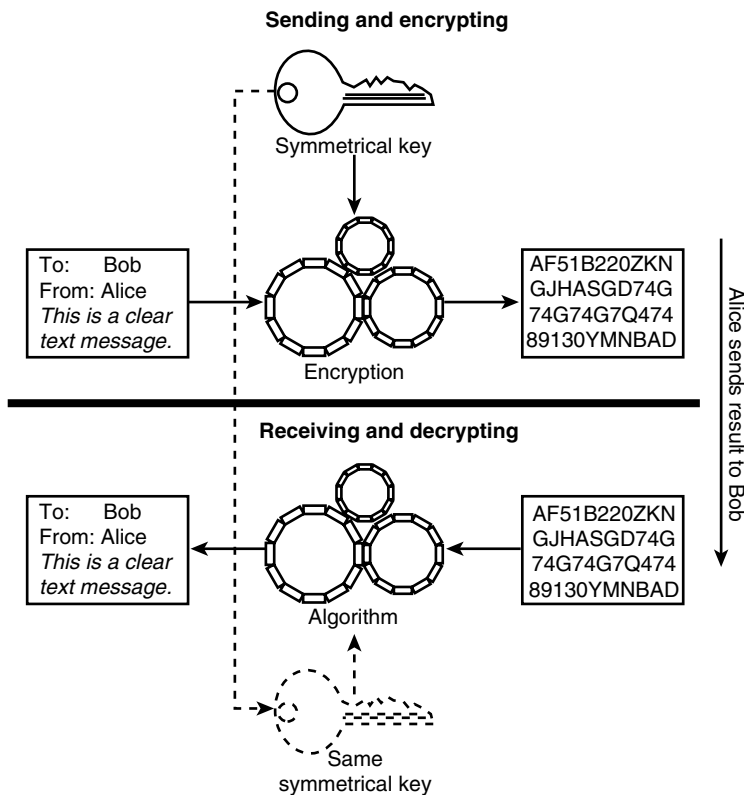 Sending and encrypting
Symmetrical key
To: Bob
From: Alice
This is a clear
text message.
Encryption
AF51B220ZKN
GJHASGD74G
74G74G7Q474
89130YMNBAD
Alice sends result to Bob
Receiving and decrypting
To: Bob
From: Alice
This is a clear
text message.
Algorithm
AF51B220ZKN
GJHASGD74G
74G74G7Q474
89130YMNBAD
Same
symmetrical key